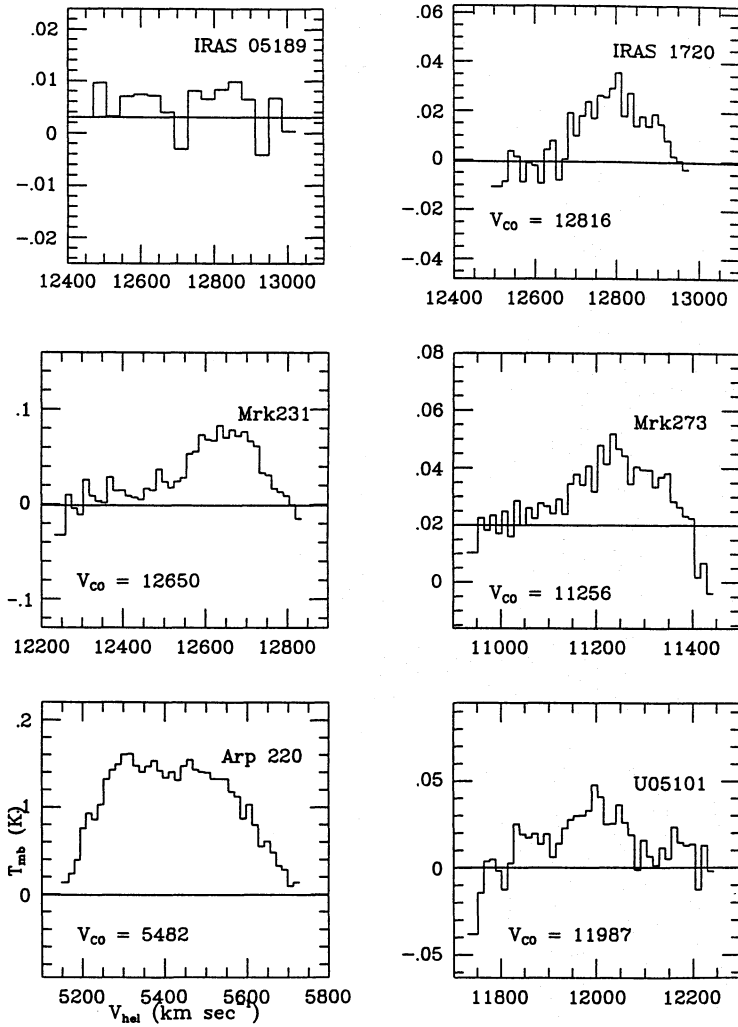 IRAS 05189
.02
.01
0
-.01
-.02
12400 12600 12800 13000
IRAS 1720
.06
.04
.02
0
-.02
-.04
V_CO = 12816
12400 12600 12800 13000
Mrk231
.1
0
-.1
V_CO = 12650
12200 12400 12600 12800
Mrk273
.08
.06
.04
.02
0
V_CO = 11256
11000 11200 11400
Arp 220
.2
.1
0
T_mb (K)
V_CO = 5482
5200 5400 5600 5800
V_hel (km sec⁻¹)
U05101
.05
0
-.05
V_CO = 11987
11800 12000 12200